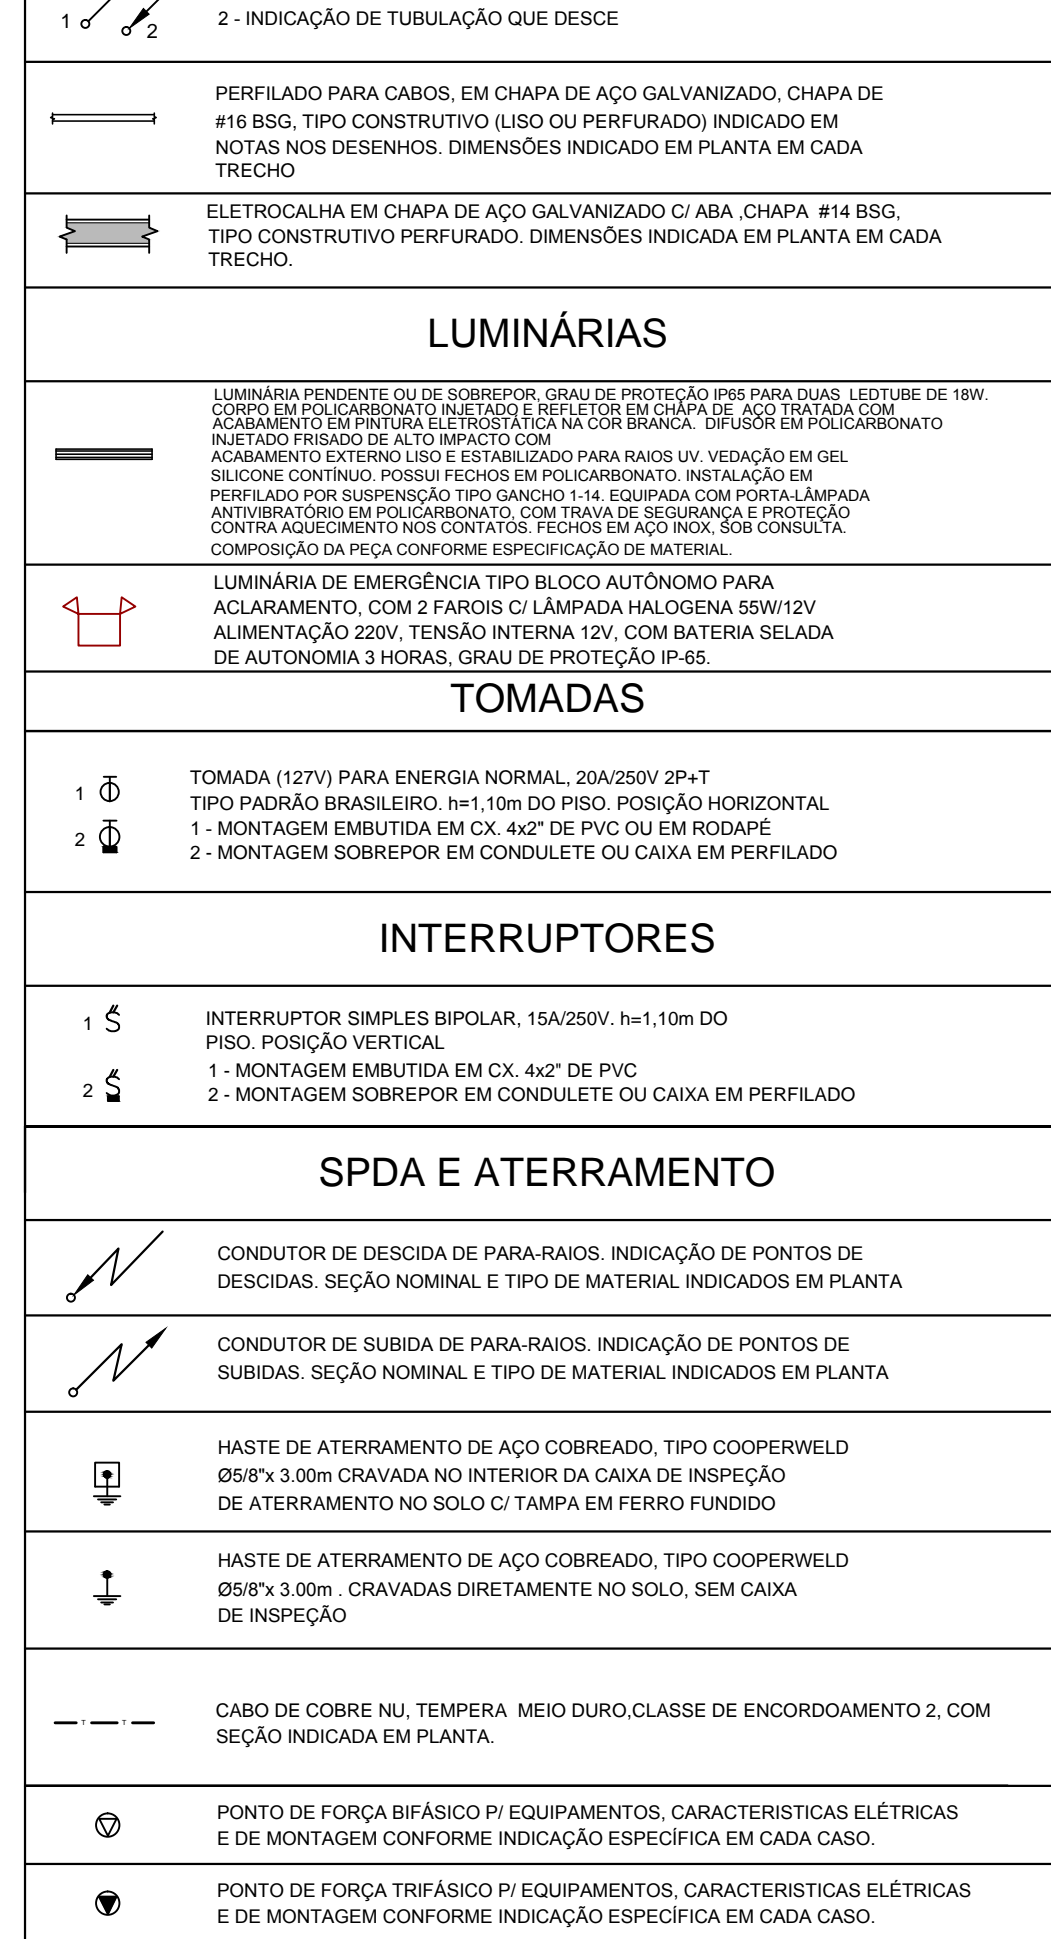 1
2
2 - INDICAÇÃO DE TUBULAÇÃO QUE DESCE
PERFILADO PARA CABOS, EM CHAPA DE AÇO GALVANIZADO, CHAPA DE
#16 BSG, TIPO CONSTRUTIVO (LISO OU PERFURADO) INDICADO EM
NOTAS NOS DESENHOS. DIMENSÕES INDICADO EM PLANTA EM CADA
TRECHO
ELETROCALHA EM CHAPA DE AÇO GALVANIZADO C/ ABA ,CHAPA #14 BSG,
TIPO CONSTRUTIVO PERFURADO. DIMENSÕES INDICADA EM PLANTA EM CADA
TRECHO.
LUMINÁRIAS
LUMINÁRIA PENDENTE OU DE SOBREPOR, GRAU DE PROTEÇÃO IP65 PARA DUAS LEDTUBE DE 18W.
CORPO EM POLICARBONATO INJETADO E REFLETOR EM CHAPA DE AÇO TRATADA COM
ACABAMENTO EM PINTURA ELETROSTÁTICA NA COR BRANCA. DIFUSOR EM POLICARBONATO
INJETADO FRISADO DE ALTO IMPACTO COM
ACABAMENTO EXTERNO LISO E ESTABILIZADO PARA RAIOS UV. VEDAÇÃO EM GEL
SILICONE CONTÍNUO. POSSUI FECHOS EM POLICARBONATO. INSTALAÇÃO EM
PERFILADO POR SUSPENSÇÃO TIPO GANCHO 1-14. EQUIPADA COM PORTA-LÂMPADA
ANTIVIBRATÓRIO EM POLICARBONATO, COM TRAVA DE SEGURANÇA E PROTEÇÃO
CONTRA AQUECIMENTO NOS CONTATOS. FECHOS EM AÇO INOX, SOB CONSULTA.
COMPOSIÇÃO DA PEÇA CONFORME ESPECIFICAÇÃO DE MATERIAL.
LUMINÁRIA DE EMERGÊNCIA TIPO BLOCO AUTÔNOMO PARA
ACLARAMENTO, COM 2 FAROIS C/ LÂMPADA HALOGENA 55W/12V
ALIMENTAÇÃO 220V, TENSÃO INTERNA 12V, COM BATERIA SELADA
DE AUTONOMIA 3 HORAS, GRAU DE PROTEÇÃO IP-65.
TOMADAS
1
2
TOMADA (127V) PARA ENERGIA NORMAL, 20A/250V 2P+T
TIPO PADRÃO BRASILEIRO. h=1,10m DO PISO. POSIÇÃO HORIZONTAL
1 - MONTAGEM EMBUTIDA EM CX. 4x2" DE PVC OU EM RODAPÉ
2 - MONTAGEM SOBREPOR EM CONDULETE OU CAIXA EM PERFILADO
INTERRUPTORES
1 S
2 S
INTERRUPTOR SIMPLES BIPOLAR, 15A/250V. h=1,10m DO
PISO. POSIÇÃO VERTICAL
1 - MONTAGEM EMBUTIDA EM CX. 4x2" DE PVC
2 - MONTAGEM SOBREPOR EM CONDULETE OU CAIXA EM PERFILADO
SPDA E ATERRAMENTO
CONDUTOR DE DESCIDA DE PARA-RAIOS. INDICAÇÃO DE PONTOS DE
DESCIDAS. SEÇÃO NOMINAL E TIPO DE MATERIAL INDICADOS EM PLANTA
CONDUTOR DE SUBIDA DE PARA-RAIOS. INDICAÇÃO DE PONTOS DE
SUBIDAS. SEÇÃO NOMINAL E TIPO DE MATERIAL INDICADOS EM PLANTA
HASTE DE ATERRAMENTO DE AÇO COBREADO, TIPO COOPERWELD
Ø5/8"x 3.00m CRAVADA NO INTERIOR DA CAIXA DE INSPEÇÃO
DE ATERRAMENTO NO SOLO C/ TAMPA EM FERRO FUNDIDO
HASTE DE ATERRAMENTO DE AÇO COBREADO, TIPO COOPERWELD
Ø5/8"x 3.00m . CRAVADAS DIRETAMENTE NO SOLO, SEM CAIXA
DE INSPEÇÃO
T T
CABO DE COBRE NU, TEMPERA MEIO DURO,CLASSE DE ENCORDOAMENTO 2, COM
SEÇÃO INDICADA EM PLANTA.
PONTO DE FORÇA BIFÁSICO P/ EQUIPAMENTOS, CARACTERISTICAS ELÉTRICAS
E DE MONTAGEM CONFORME INDICAÇÃO ESPECÍFICA EM CADA CASO.
PONTO DE FORÇA TRIFÁSICO P/ EQUIPAMENTOS, CARACTERISTICAS ELÉTRICAS
E DE MONTAGEM CONFORME INDICAÇÃO ESPECÍFICA EM CADA CASO.